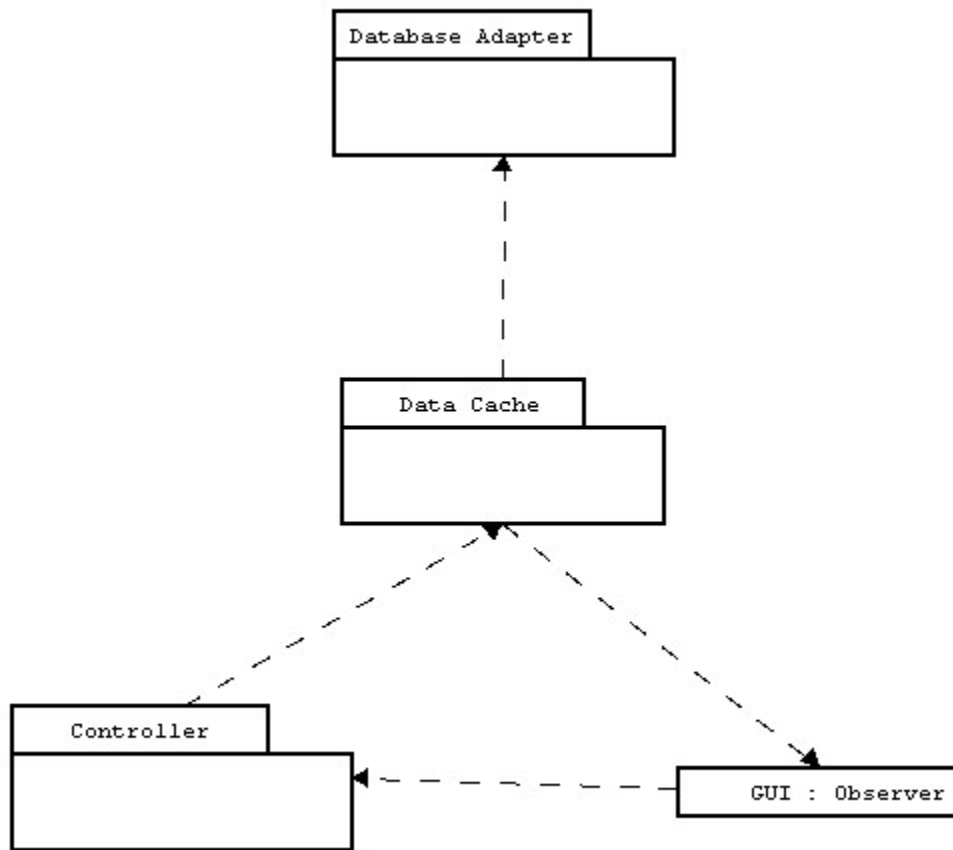 Database Adapter
Data Cache
Controller
GUI : Observer